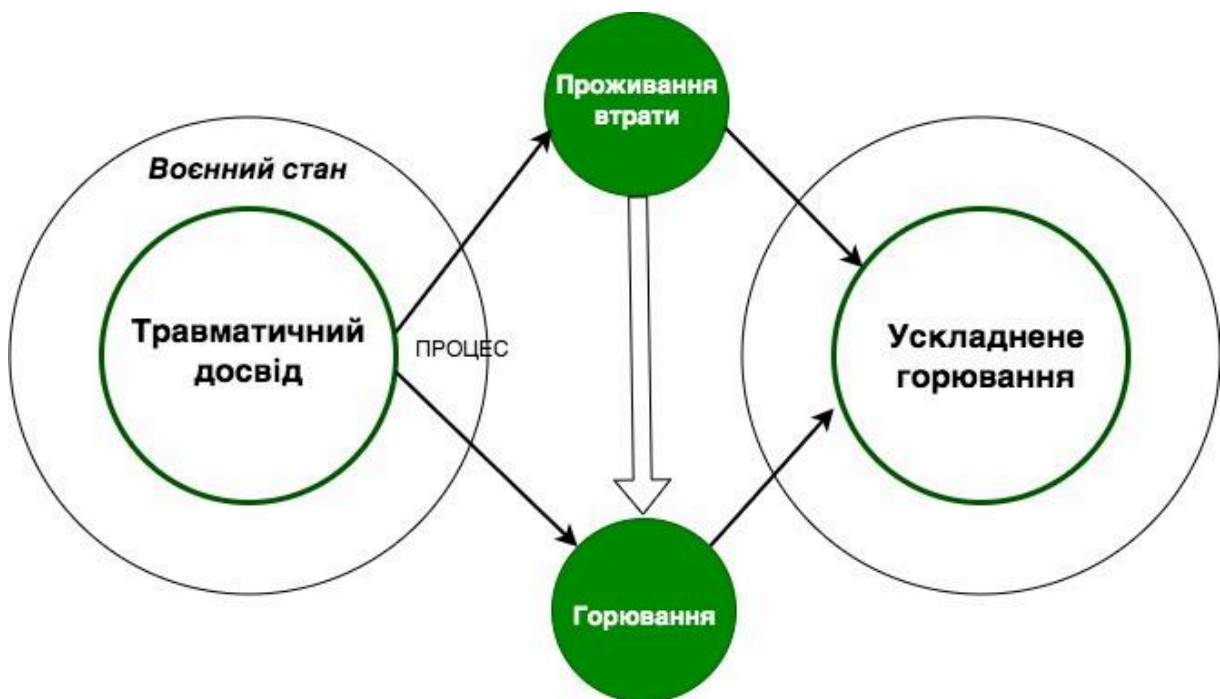 Проживання
втрати
Воєнний стан
Травматичний
досвід
ПРОЦЕС
Ускладнене
горювання
Горювання